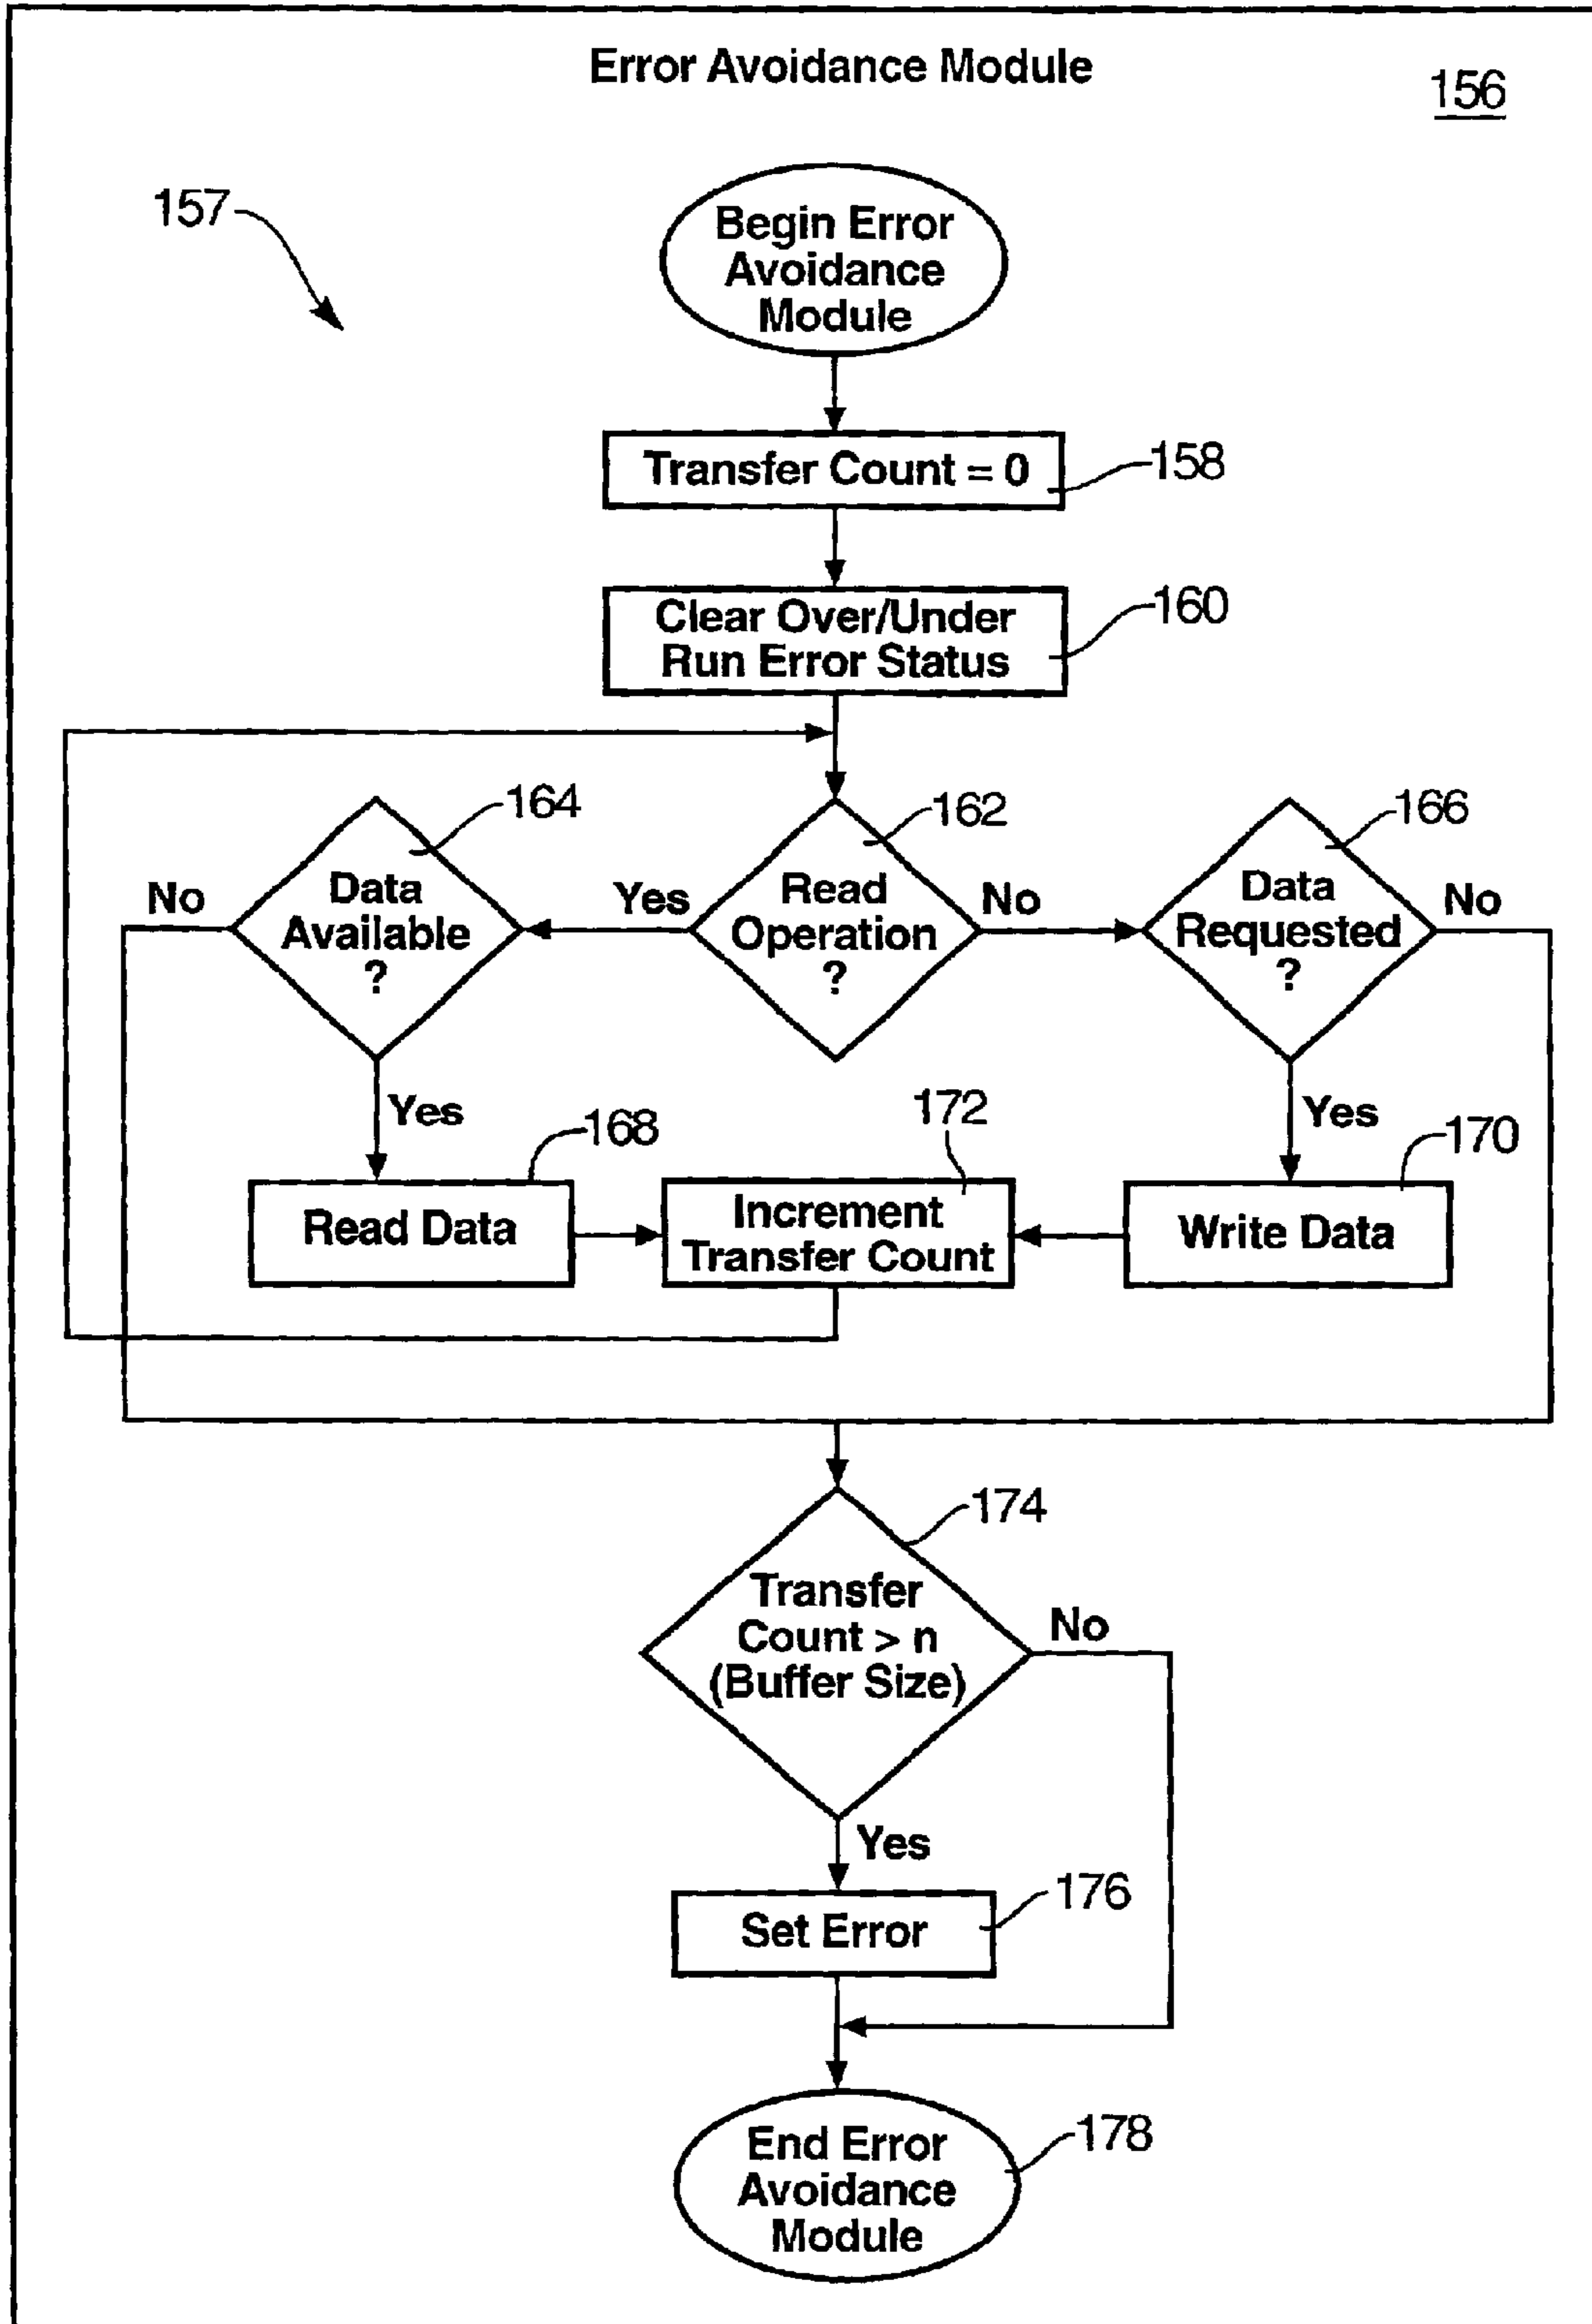 Error Avoidance Module
156
157
Begin Error
Avoidance
Module
Transfer Count = 0
158
Clear Over/Under
Run Error Status
160
164
162
166
No
Data
Available
?
Yes
Read
Operation
?
No
Data
Requested
?
No
Yes
168
172
Yes
170
Read Data
Increment
Transfer Count
Write Data
174
Transfer
Count > n
(Buffer Size)
No
Yes
176
Set Error
178
End Error
Avoidance
Module